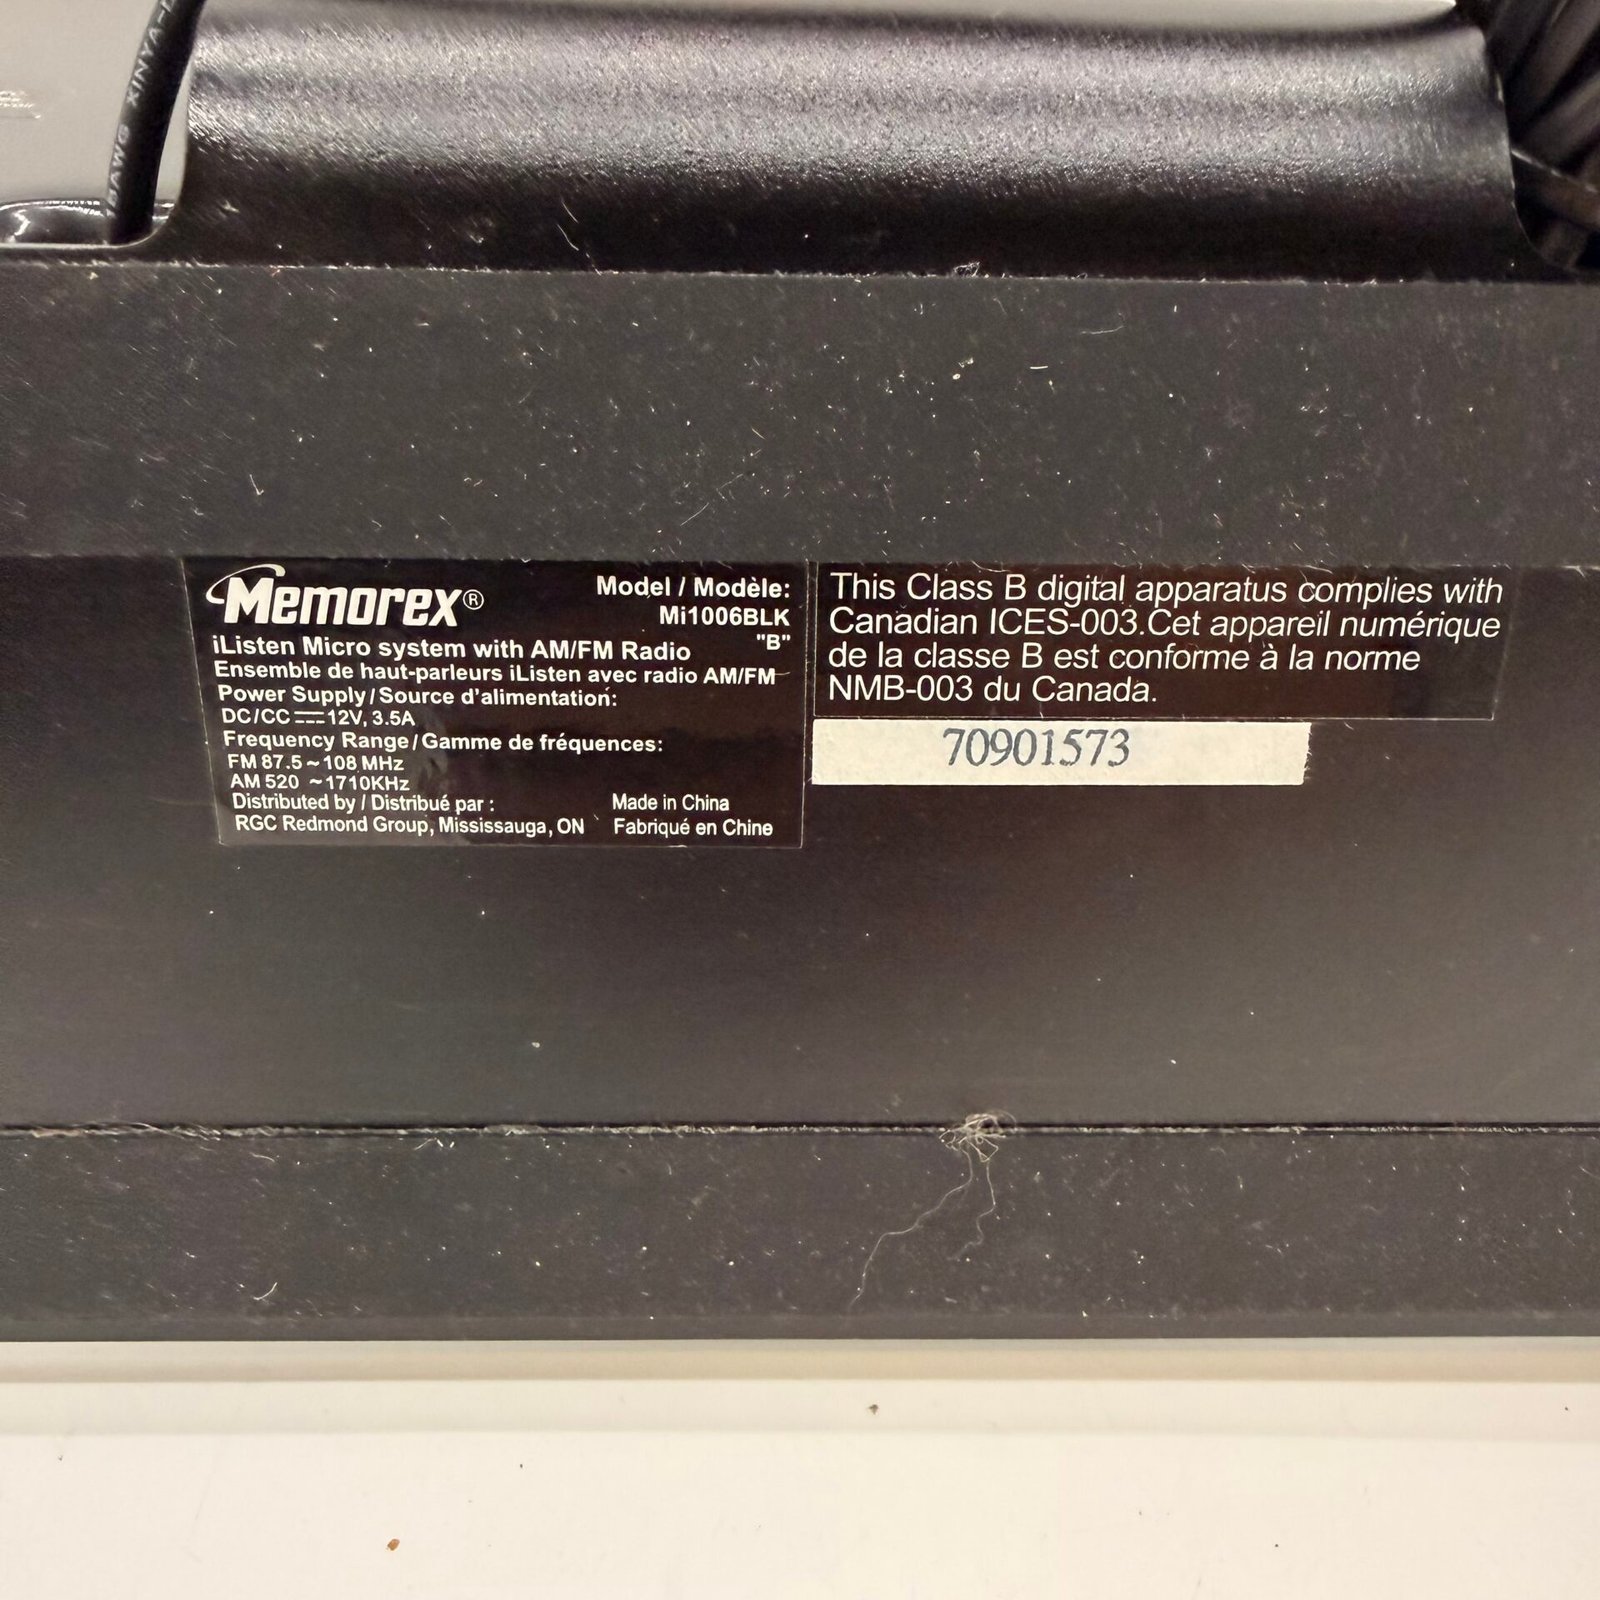 XINYA
AWG
Memorex®
Model / Modèle:
Mi1006BLK
"B"
iListen Micro system with AM/FM Radio
Ensemble de haut-parleurs iListen avec radio AM/FM
Power Supply / Source d'alimentation:
DC/CC ⎓ 12V, 3.5A
Frequency Range / Gamme de fréquences:
FM 87.5 ~ 108 MHz
AM 520 ~ 1710KHz
Distributed by / Distribué par :
RGC Redmond Group, Mississauga, ON
Made in China
Fabriqué en Chine
This Class B digital apparatus complies with
Canadian ICES-003.Cet appareil numérique
de la classe B est conforme à la norme
NMB-003 du Canada.
70901573